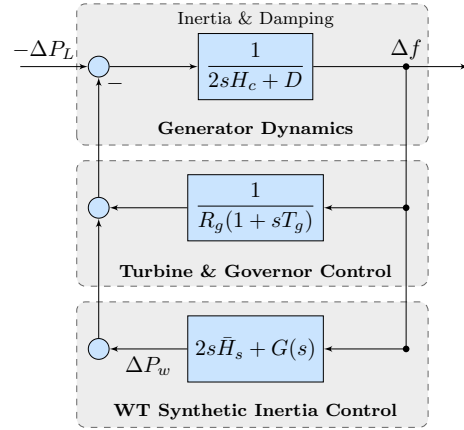 Inertia & Damping
−ΔP_L
1
2sH_c + D
Δf
−
Generator Dynamics
1
R_g(1 + sT_g)
Turbine & Governor Control
2sH̄_s + G(s)
ΔP_w
WT Synthetic Inertia Control